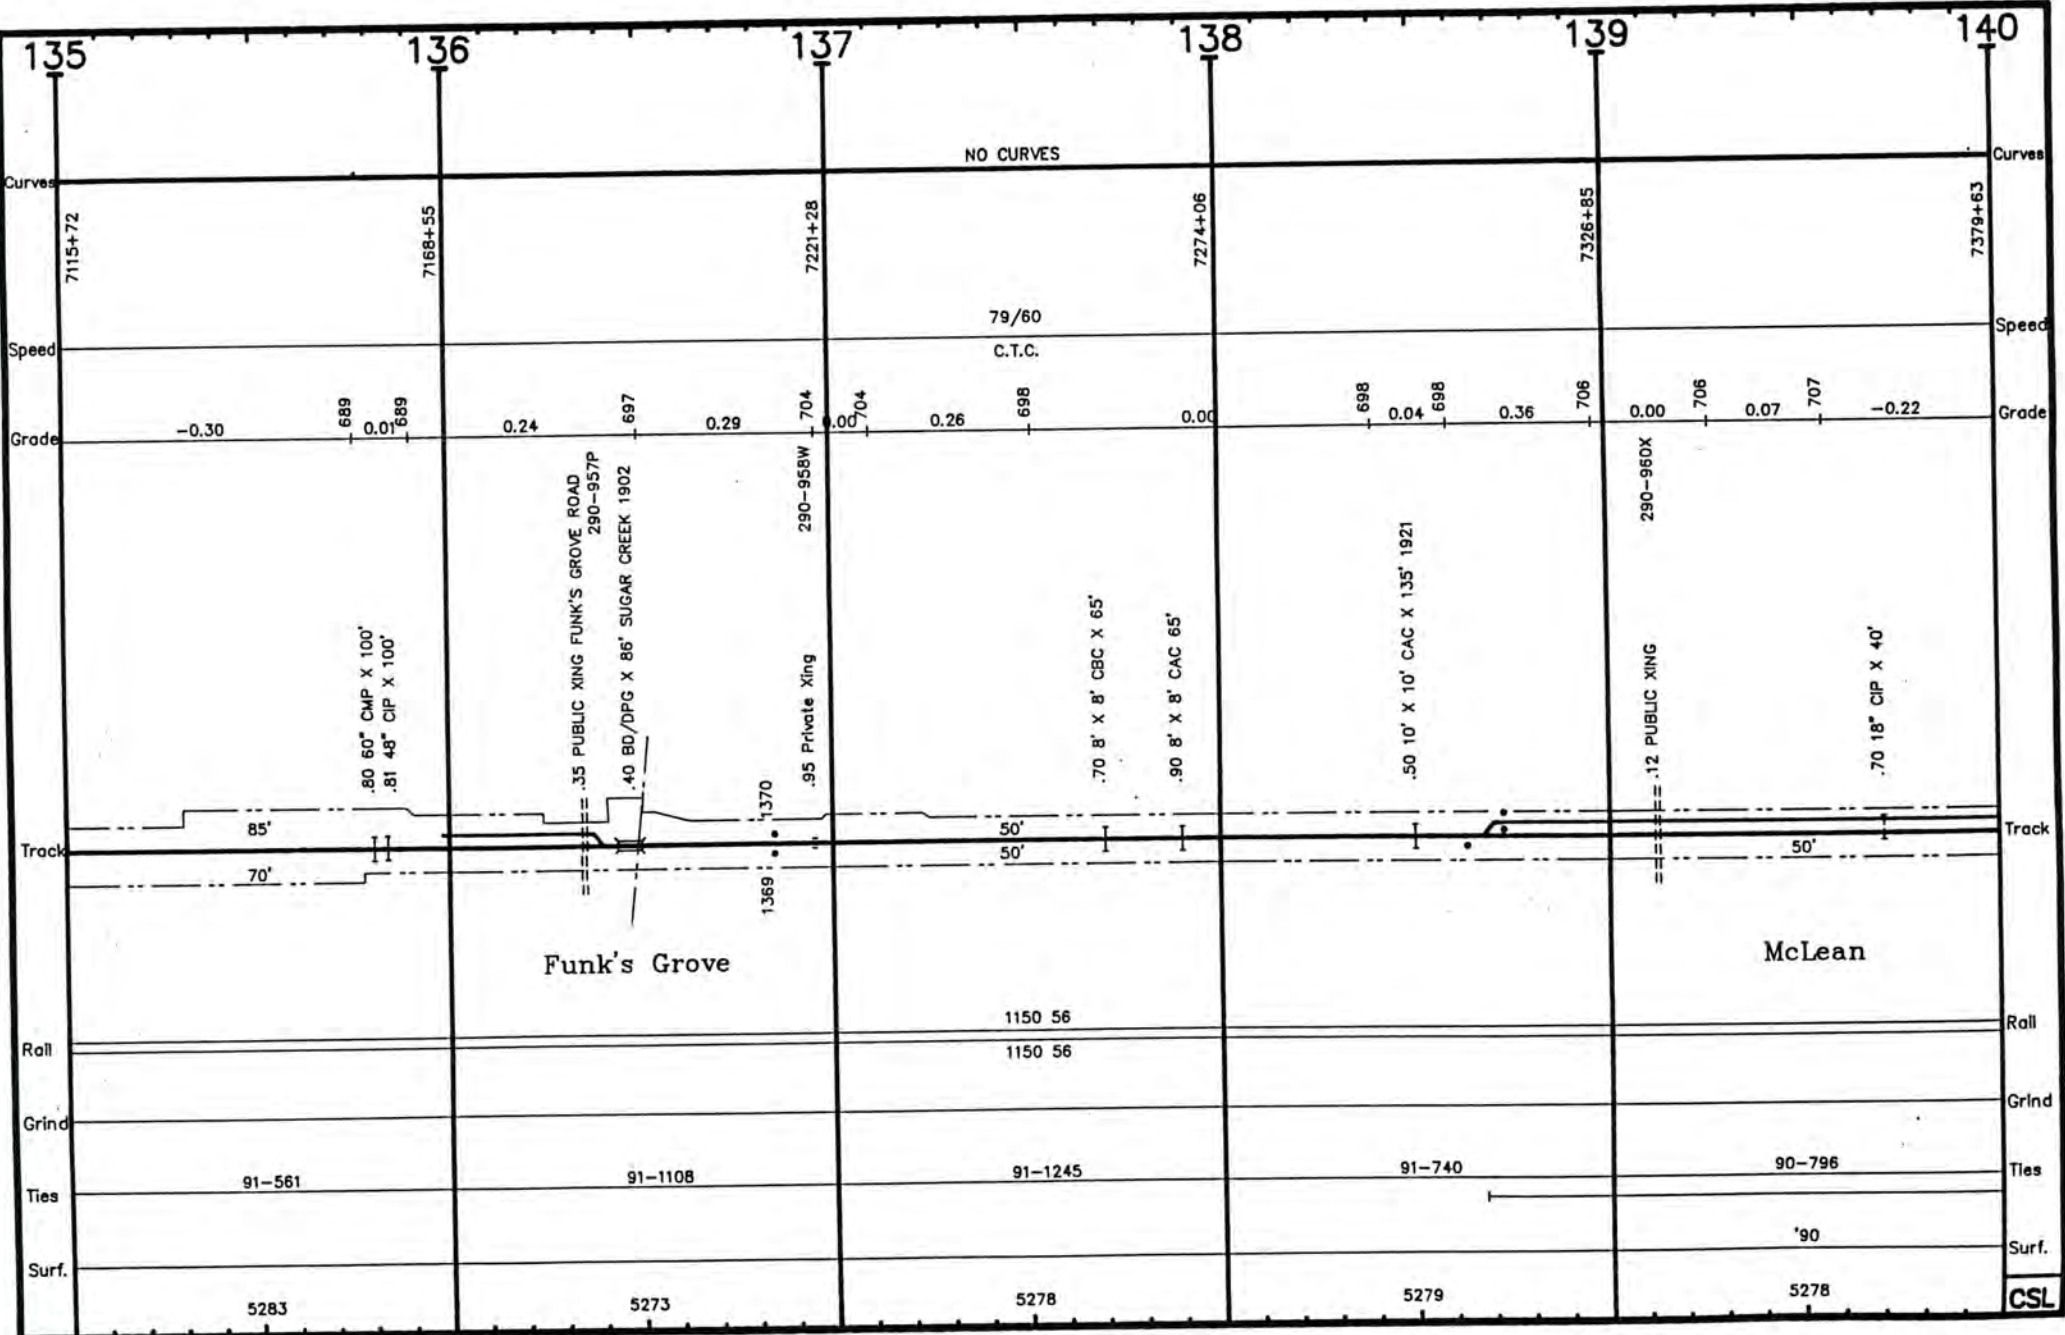 135 136 137 138 139 140
NO CURVES
Curves Curves
7115+72 7168+55 7221+28 7274+06 7326+85 7379+63
79/60
Speed Speed
C.T.C.
Grade -0.30 689 0.01 689 0.24 697 0.29 704 0.00 704 0.26 698 0.00 698 0.04 698 0.36 706 0.00 706 0.07 707 -0.22 Grade
.80 60" CMP X 100'
.81 48" CIP X 100'
.35 PUBLIC XING FUNK'S GROVE ROAD
290-957P
.40 BD/DPG X 86' SUGAR CREEK 1902
290-958W
.95 Private Xing
.70 8' X 8' CBC X 65'
.90 8' X 8' CAC 65'
.50 10' X 10' CAC X 135' 1921
290-960X
.12 PUBLIC XING
.70 18" CIP X 40'
1370
85' 50'
Track Track
70' 50' 50'
1369
Funk's Grove McLean
1150 56
Rail Rail
1150 56
Grind Grind
91-561 91-1108 91-1245 91-740 90-796
Ties Ties
'90
Surf. Surf.
5283 5273 5278 5279 5278
CSL